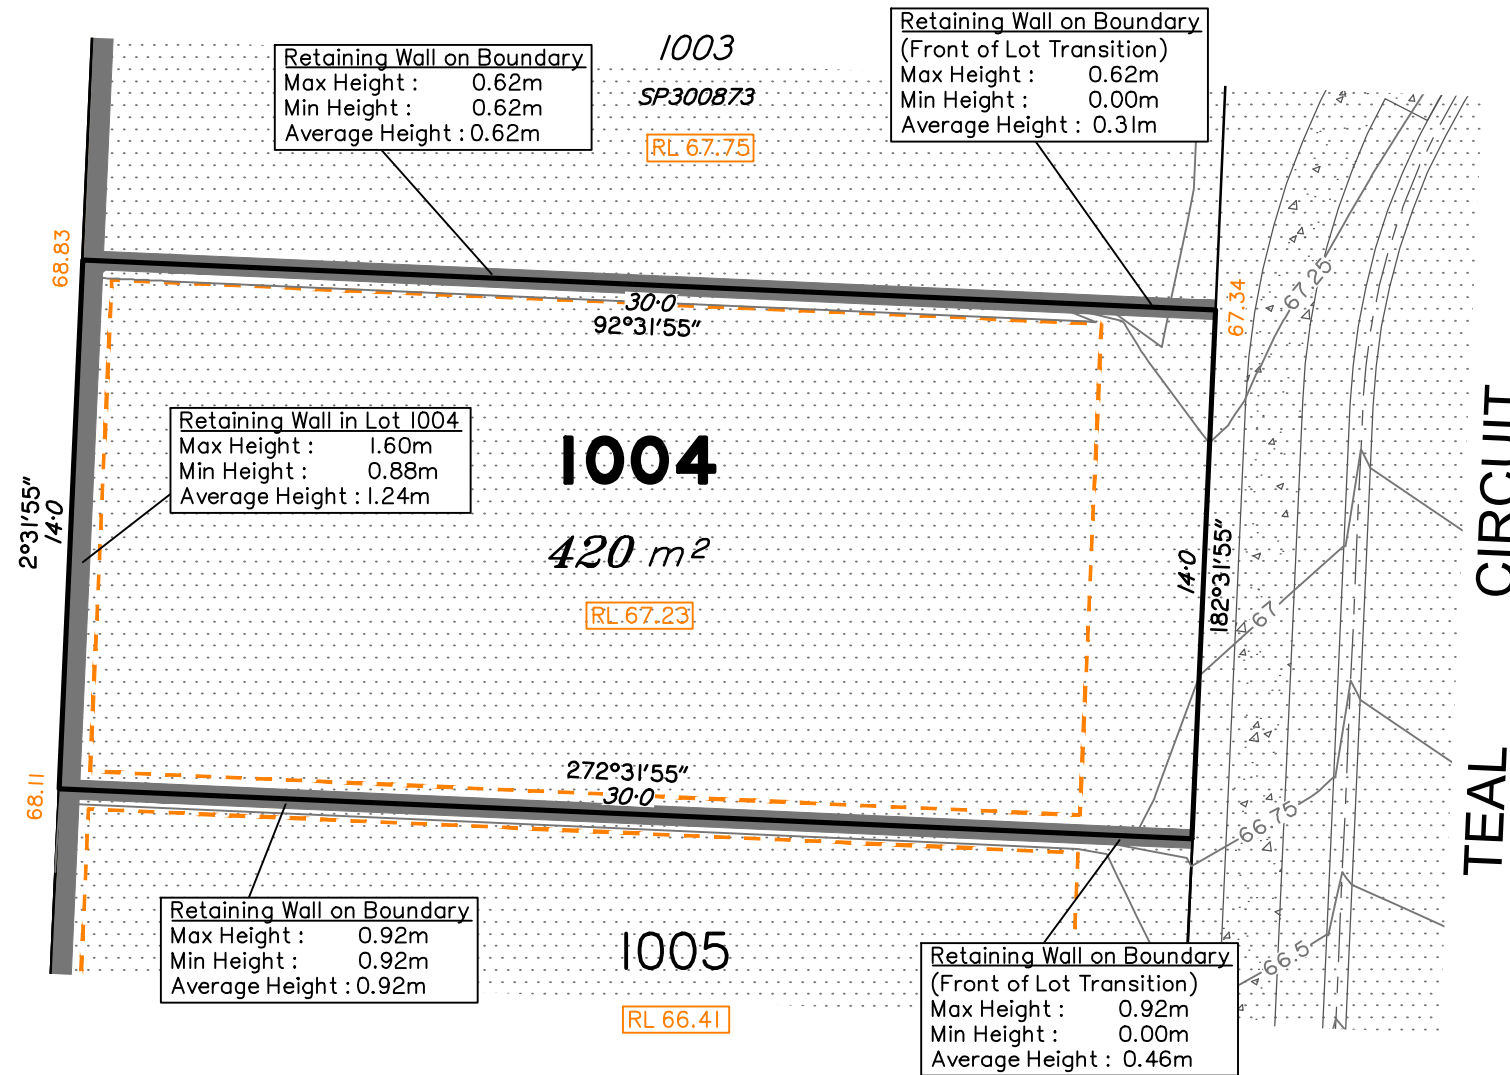 Retaining Wall on Boundary
Max Height : 0.62m
Min Height : 0.62m
Average Height : 0.62m
1003
SP300873
RL 67.75
Retaining Wall on Boundary
(Front of Lot Transition)
Max Height : 0.62m
Min Height : 0.00m
Average Height : 0.31m
68.83
67.34
67.25
30·0
92°31'55"
Retaining Wall in Lot 1004
Max Height : 1.60m
Min Height : 0.88m
Average Height : 1.24m
1004
420 m²
RL 67.23
2°31'55"
14·0
14·0
182°31'55"
67
CIRCUIT
TEAL
272°31'55"
30·0
68.11
66.75
66.5
Retaining Wall on Boundary
Max Height : 0.92m
Min Height : 0.92m
Average Height : 0.92m
1005
RL 66.41
Retaining Wall on Boundary
(Front of Lot Transition)
Max Height : 0.92m
Min Height : 0.00m
Average Height : 0.46m